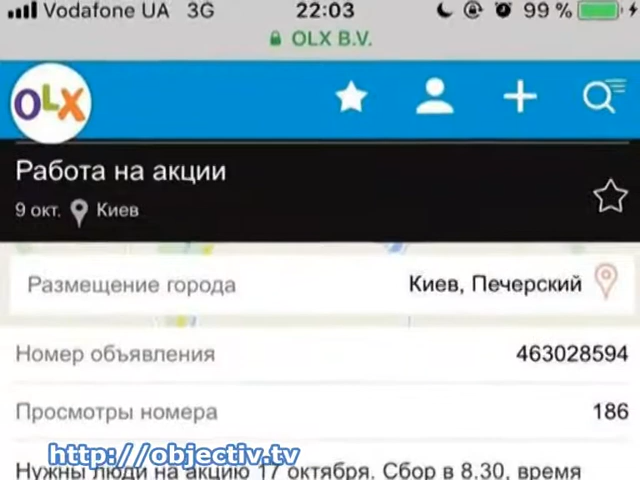 Vodafone UA 3G 22:03 99 %
OLX B.V.
OLX
Работа на акции
9 окт. Киев
Размещение города Киев, Печерский
Номер объявления 463028594
Просмотры номера 186
http://objectiv.tv
Нужны люди на акцию 17 октября. Сбор в 8.30, время